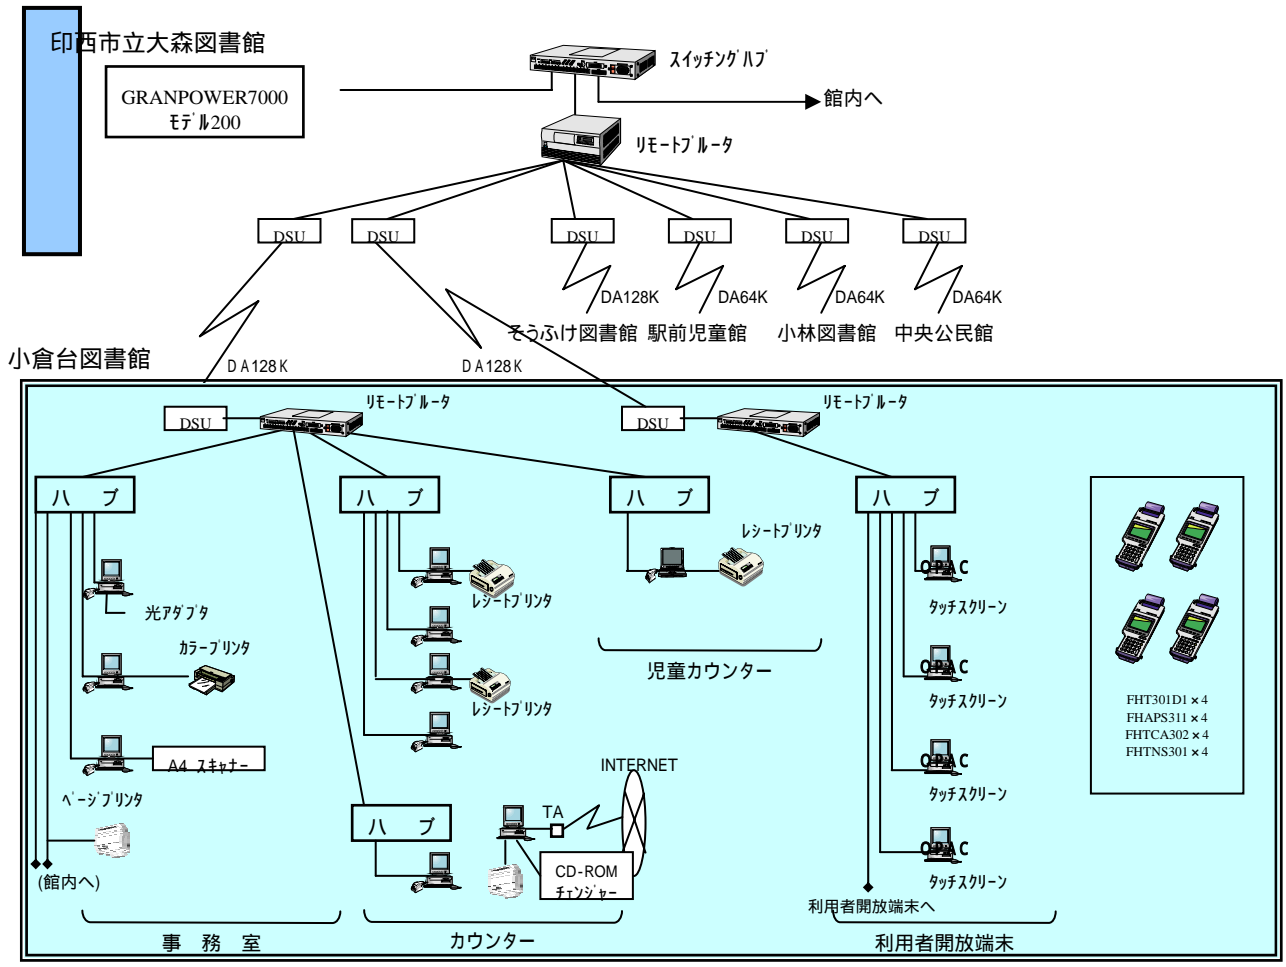 印西市立大森図書館
スイッチングハブ
GRANPOWER7000
モデル200
館内へ
リモートブルータ
DSU
DSU
DSU
DSU
DSU
DSU
DA128K
DA64K
DA64K
DA64K
そうふけ図書館
駅前児童館
小林図書館
中央公民館
小倉台図書館
DA128K
DA128K
リモートブルータ
リモートブルータ
DSU
DSU
ハ ブ
ハ ブ
ハ ブ
ハ ブ
レシートプリンタ
OPAC
光アダプタ
レシートプリンタ
タッチスクリーン
カラープリンタ
児童カウンター
OPAC
タッチスクリーン
レシートプリンタ
FHT301D1×4
FHAPS311×4
FHTCA302×4
FHTNS301×4
A4 スキャナー
INTERNET
OPAC
タッチスクリーン
ページプリンタ
TA
ハ ブ
OPAC
CD-ROM
チェンジャー
タッチスクリーン
(館内へ)
利用者開放端末へ
事 務 室
カウンター
利用者開放端末